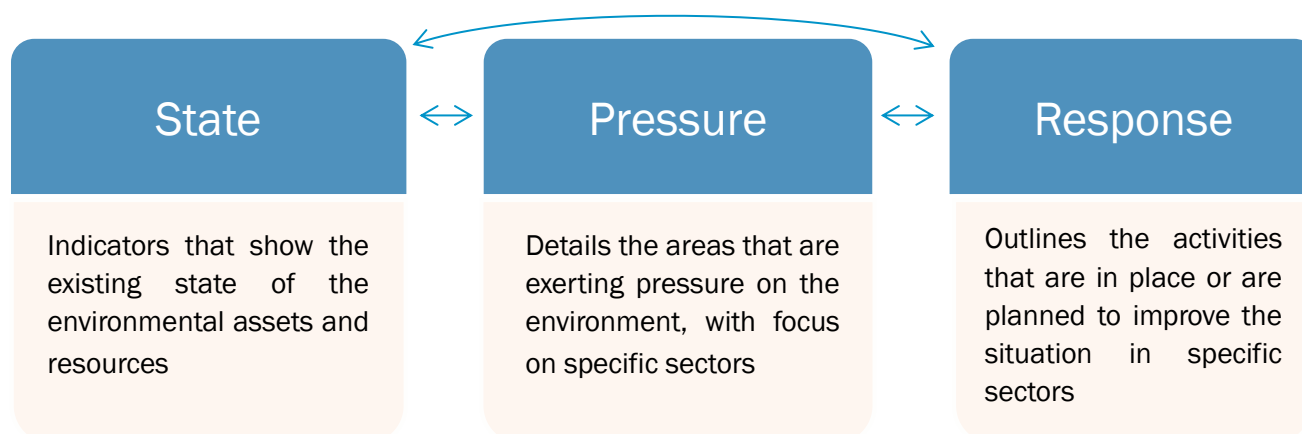 State
Indicators that show the
existing state of the
environmental assets and
resources
Pressure
Details the areas that are
exerting pressure on the
environment, with focus
on specific sectors
Response
Outlines the activities
that are in place or are
planned to improve the
situation in specific
sectors